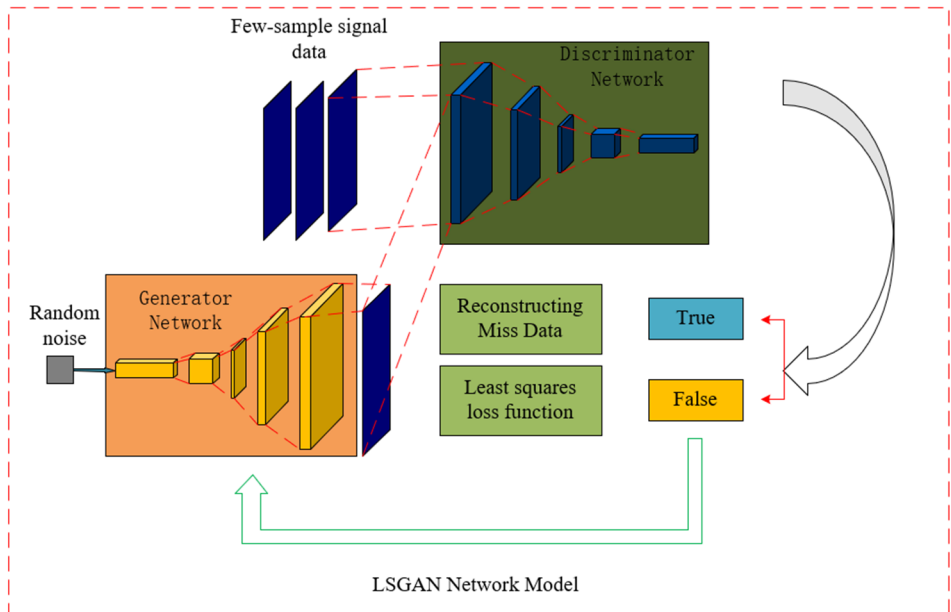 Few-sample signal
data
Discriminator
Network
Generator
Network
Random
noise
Reconstructing
Miss Data
True
Least squares
loss function
False
LSGAN Network Model